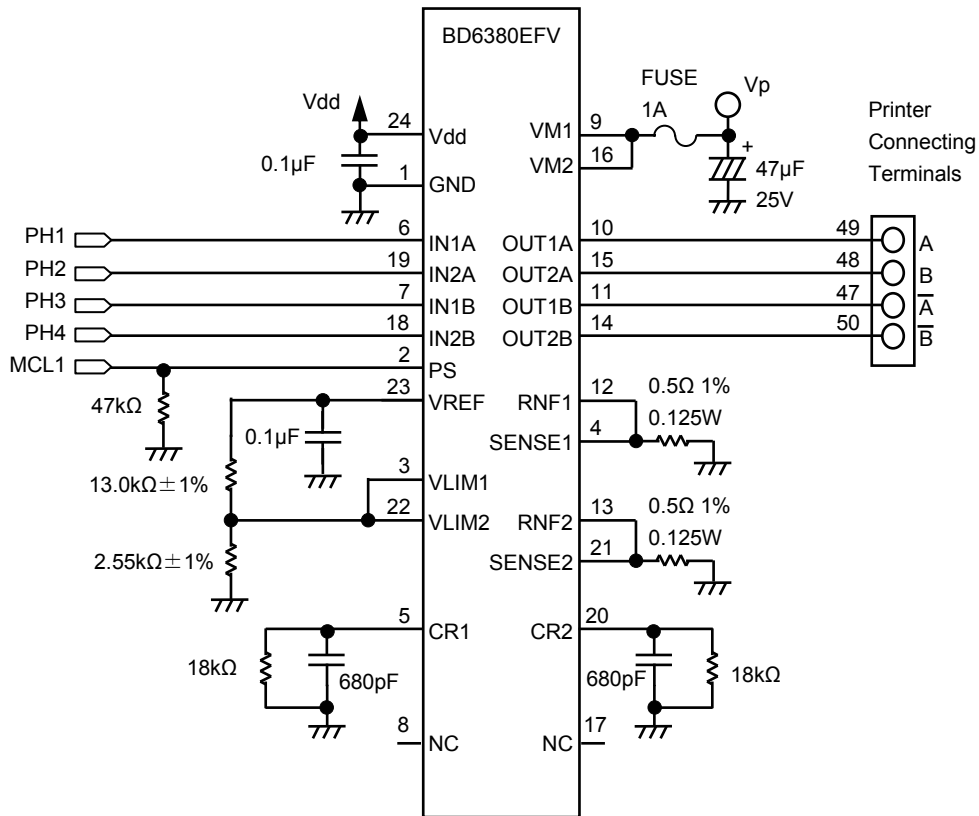 BD6380EFV
Vdd
24
Vdd
0.1µF
1
GND
PH1
6
IN1A
PH2
19
IN2A
PH3
7
IN1B
PH4
18
IN2B
MCL1
2
PS
47kΩ
23
VREF
0.1µF
13.0kΩ±1%
3
VLIM1
22
VLIM2
2.55kΩ±1%
5
CR1
18kΩ
680pF
8
NC
FUSE
1A
Vp
VM1
9
VM2
16
+
47µF
25V
Printer
Connecting
Terminals
OUT1A
10
49
A
OUT2A
15
48
B
OUT1B
11
47
A̅
OUT2B
14
50
B̅
RNF1
12
0.5Ω 1%
0.125W
SENSE1
4
RNF2
13
0.5Ω 1%
0.125W
SENSE2
21
CR2
20
680pF
18kΩ
NC
17